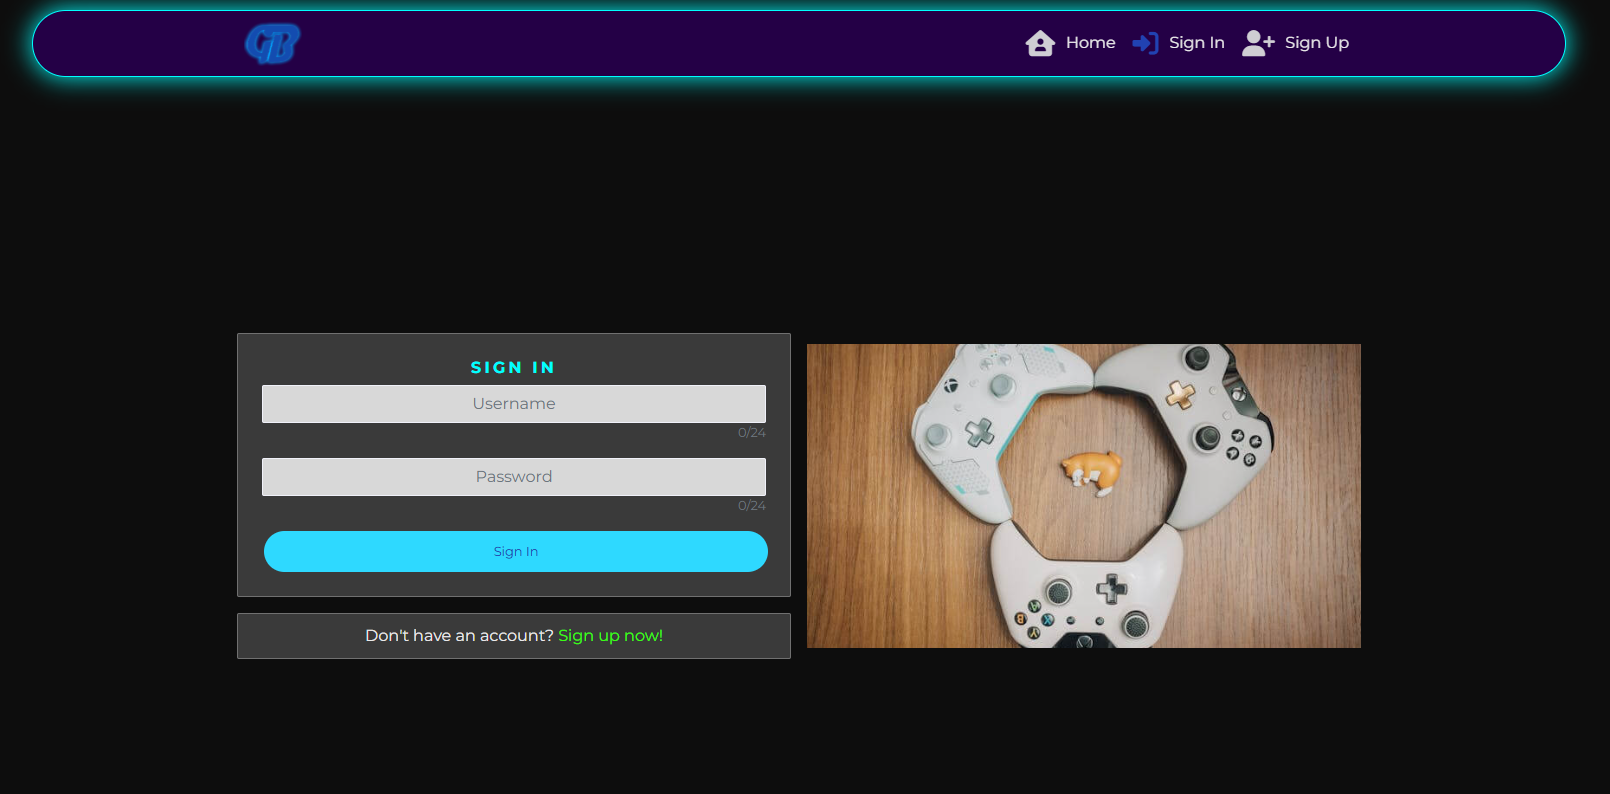 GB
Home
Sign In
Sign Up
SIGN IN
Username
0/24
Password
0/24
Sign In
Don't have an account? Sign up now!